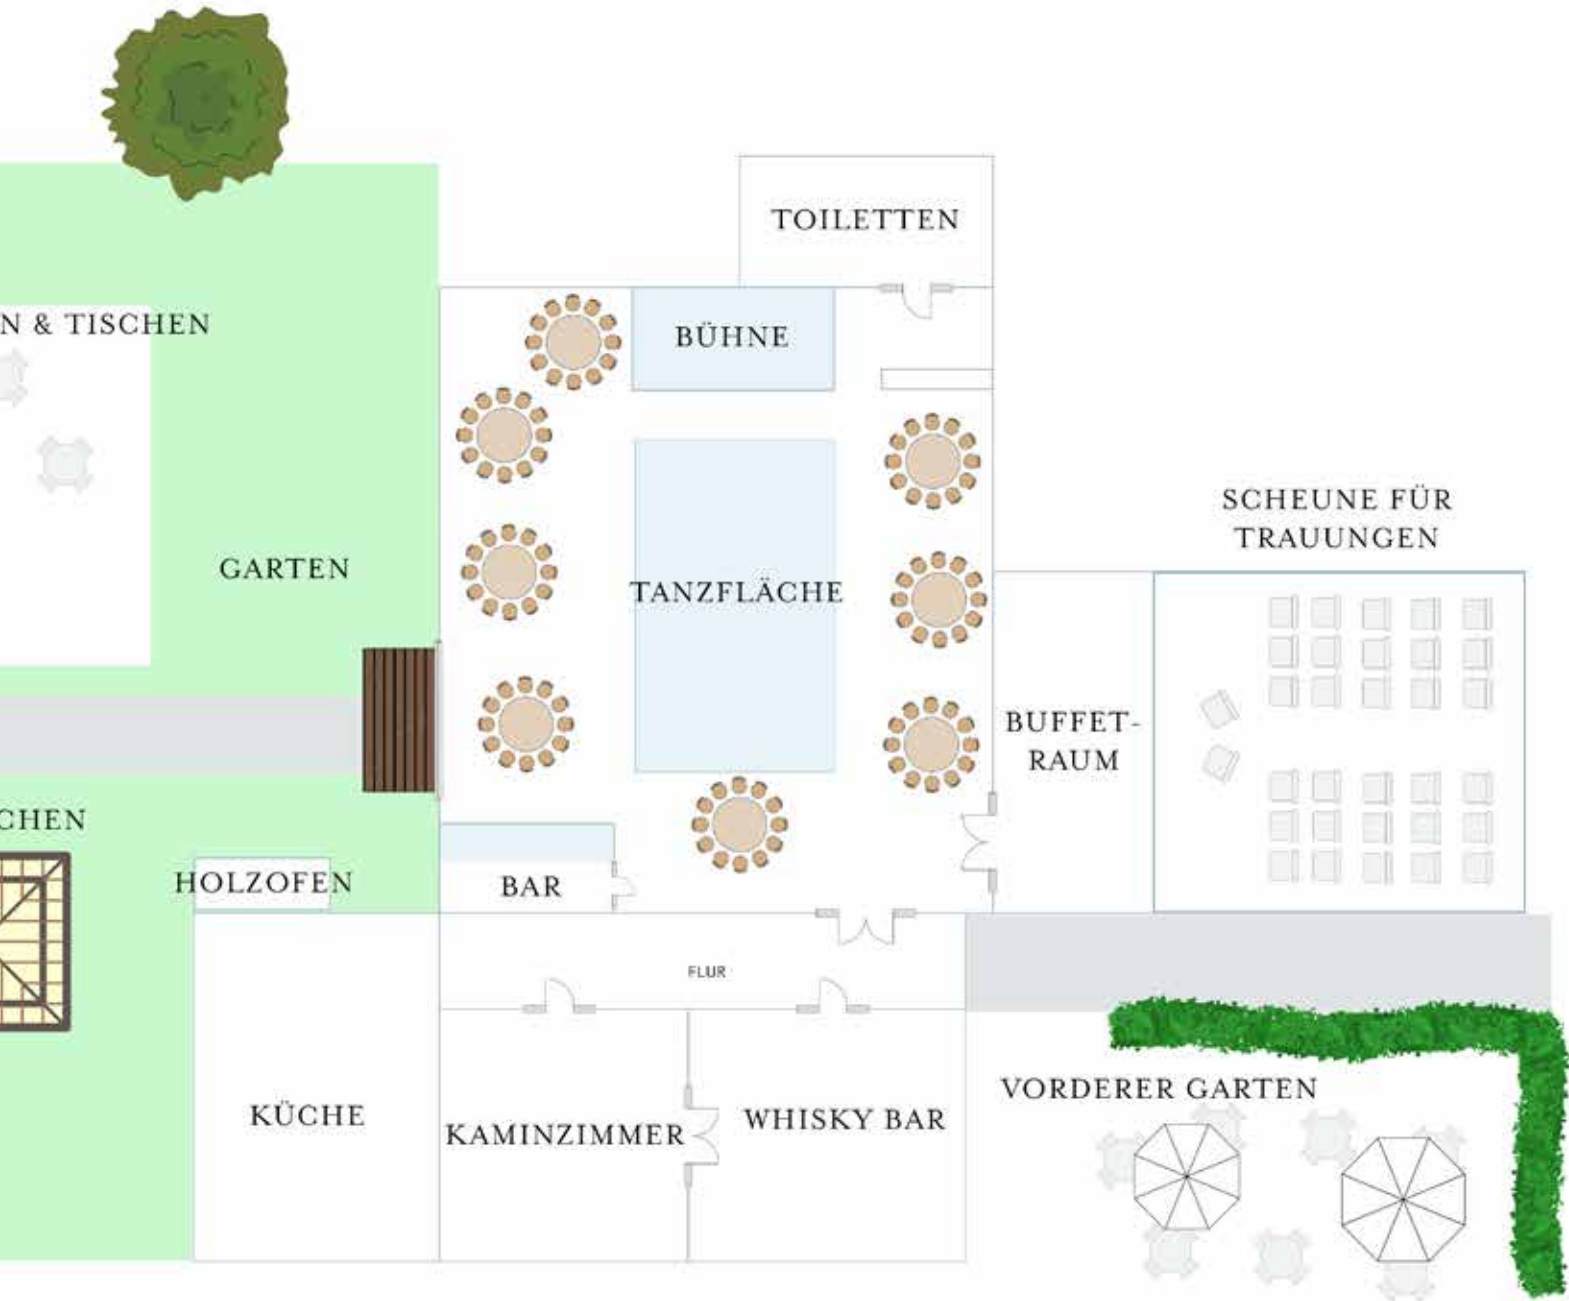 TOILETTEN
N & TISCHEN
BÜHNE
SCHEUNE FÜR
TRAUUNGEN
GARTEN
TANZFLÄCHE
BUFFET-
RAUM
CHEN
HOLZOFEN
BAR
FLUR
VORDERER GARTEN
KÜCHE
KAMINZIMMER
WHISKY BAR